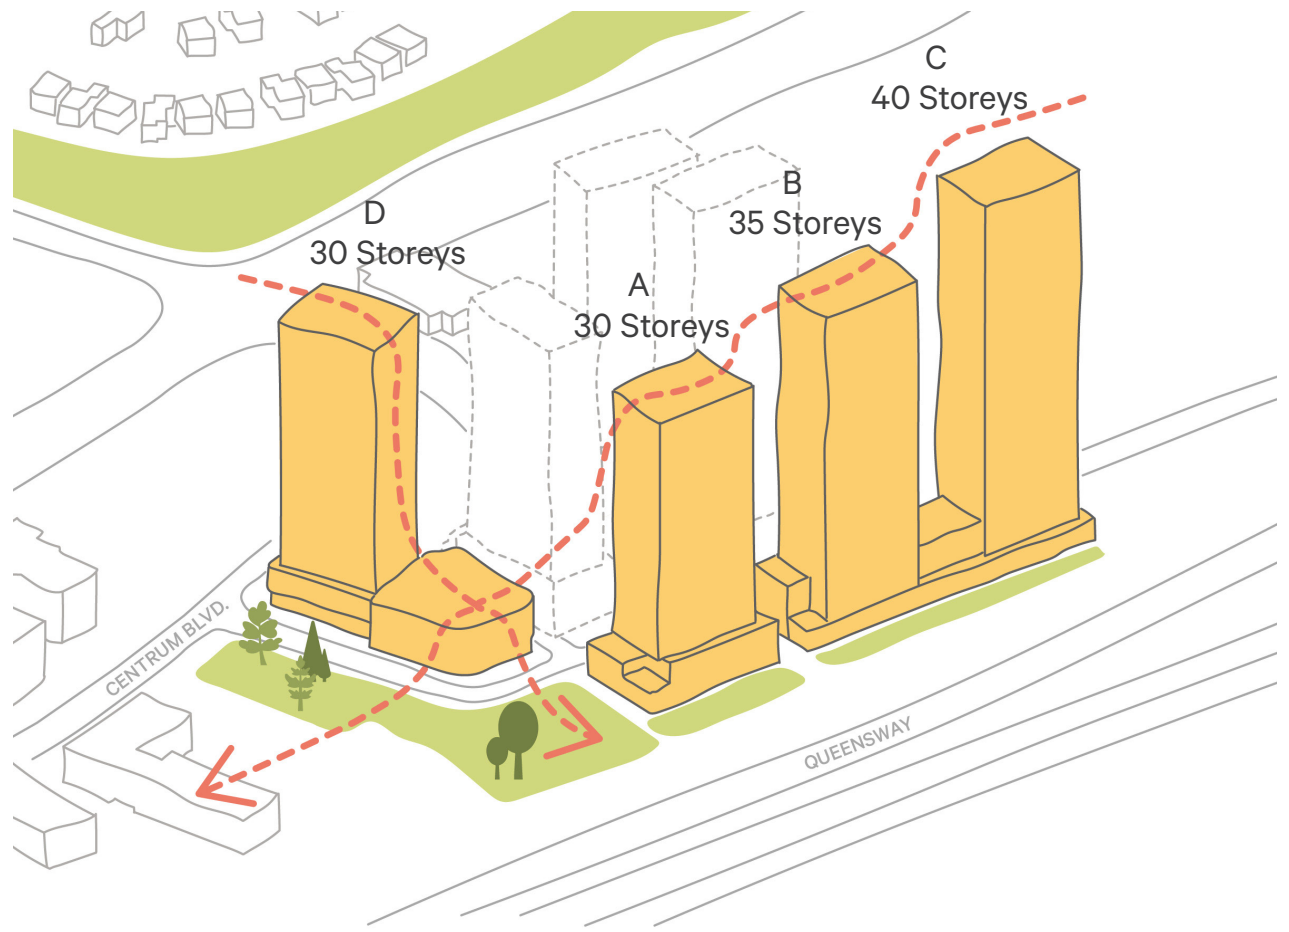 C
40 Storeys
B
35 Storeys
D
30 Storeys
A
30 Storeys
CENTRUM BLVD.
QUEENSWAY